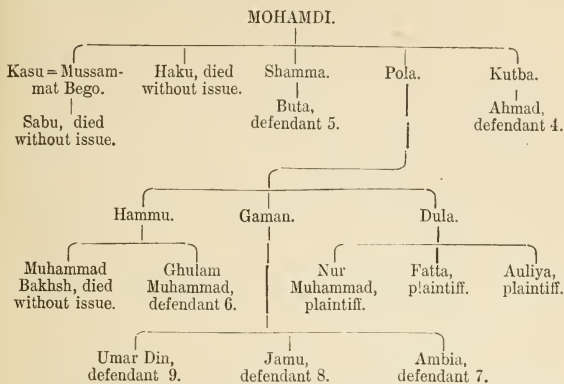 MOHAMDI.
Kasu = Mussam-
mat Bego.
Haku, died
without issue.
Shamma.
Pola.
Kutba.
Sabu, died
without issue.
Buta,
defendant 5.
Ahmad,
defendant 4.
Hammu.
Gaman.
Dula.
Muhammad
Bakhsh, died
without issue.
Ghulam
Muhammad,
defendant 6.
Nur
Muhammad,
plaintiff.
Fatta,
plaintiff.
Auliya,
plaintiff.
Umar Din,
defendant 9.
Jamu,
defendant 8.
Ambia,
defendant 7.